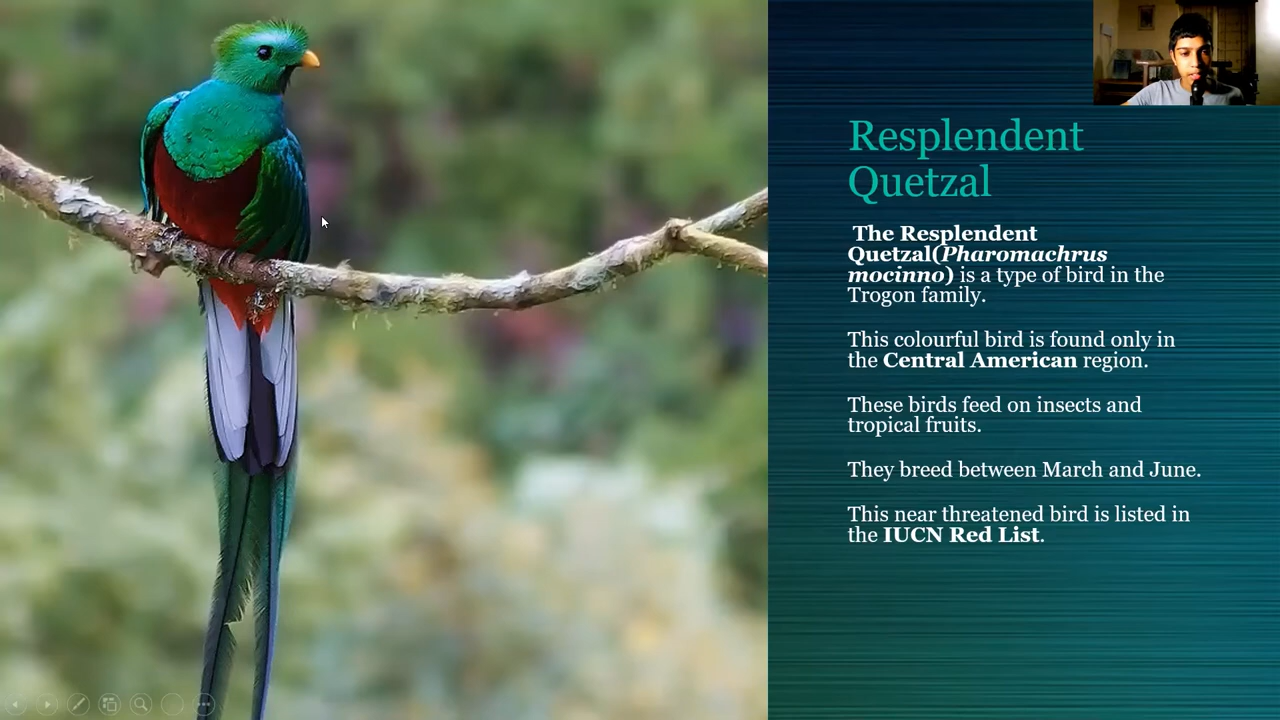 Resplendent
Quetzal
The Resplendent
Quetzal(Pharomachrus
mocinno) is a type of bird in the
Trogon family.
This colourful bird is found only in
the Central American region.
These birds feed on insects and
tropical fruits.
They breed between March and June.
This near threatened bird is listed in
the IUCN Red List.